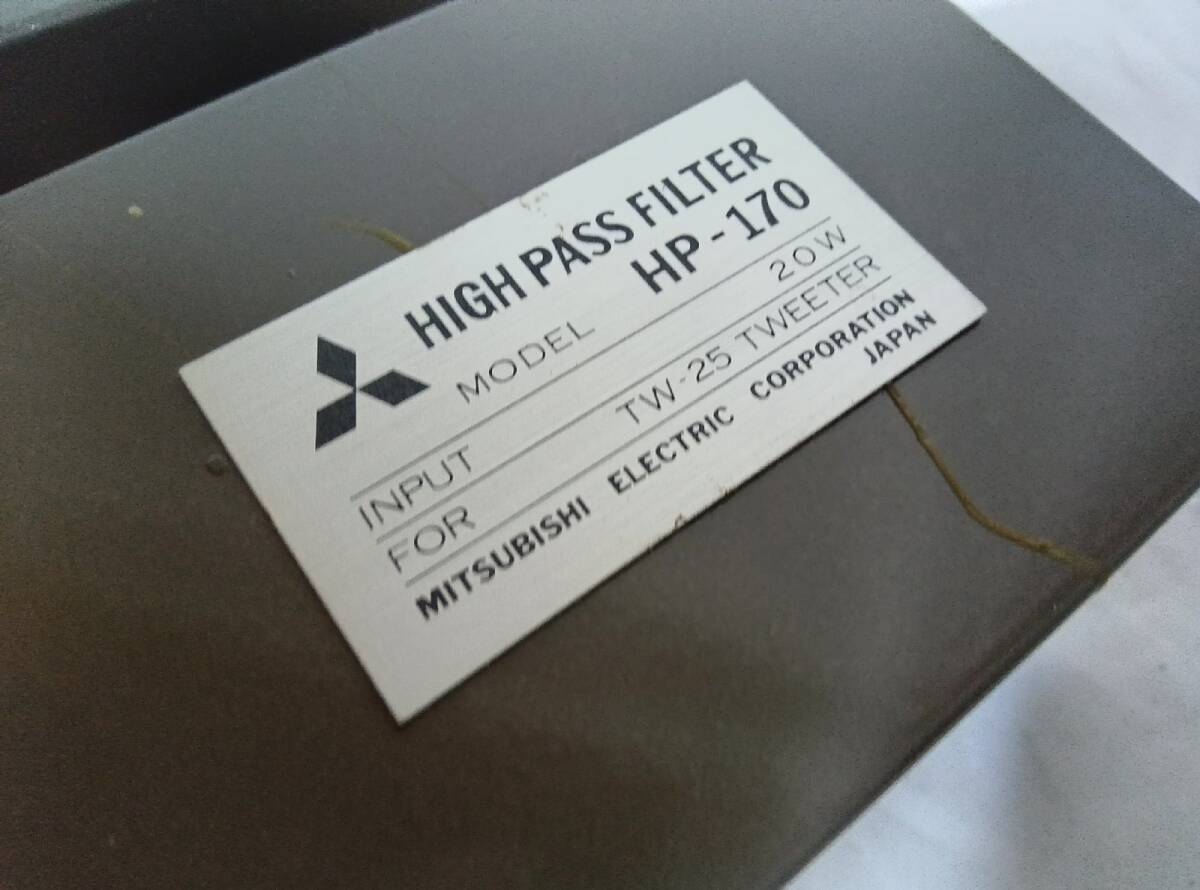 HIGH PASS FILTER
MODEL HP-170
INPUT 20W
FOR TW-25 TWEETER
MITSUBISHI ELECTRIC CORPORATION
JAPAN